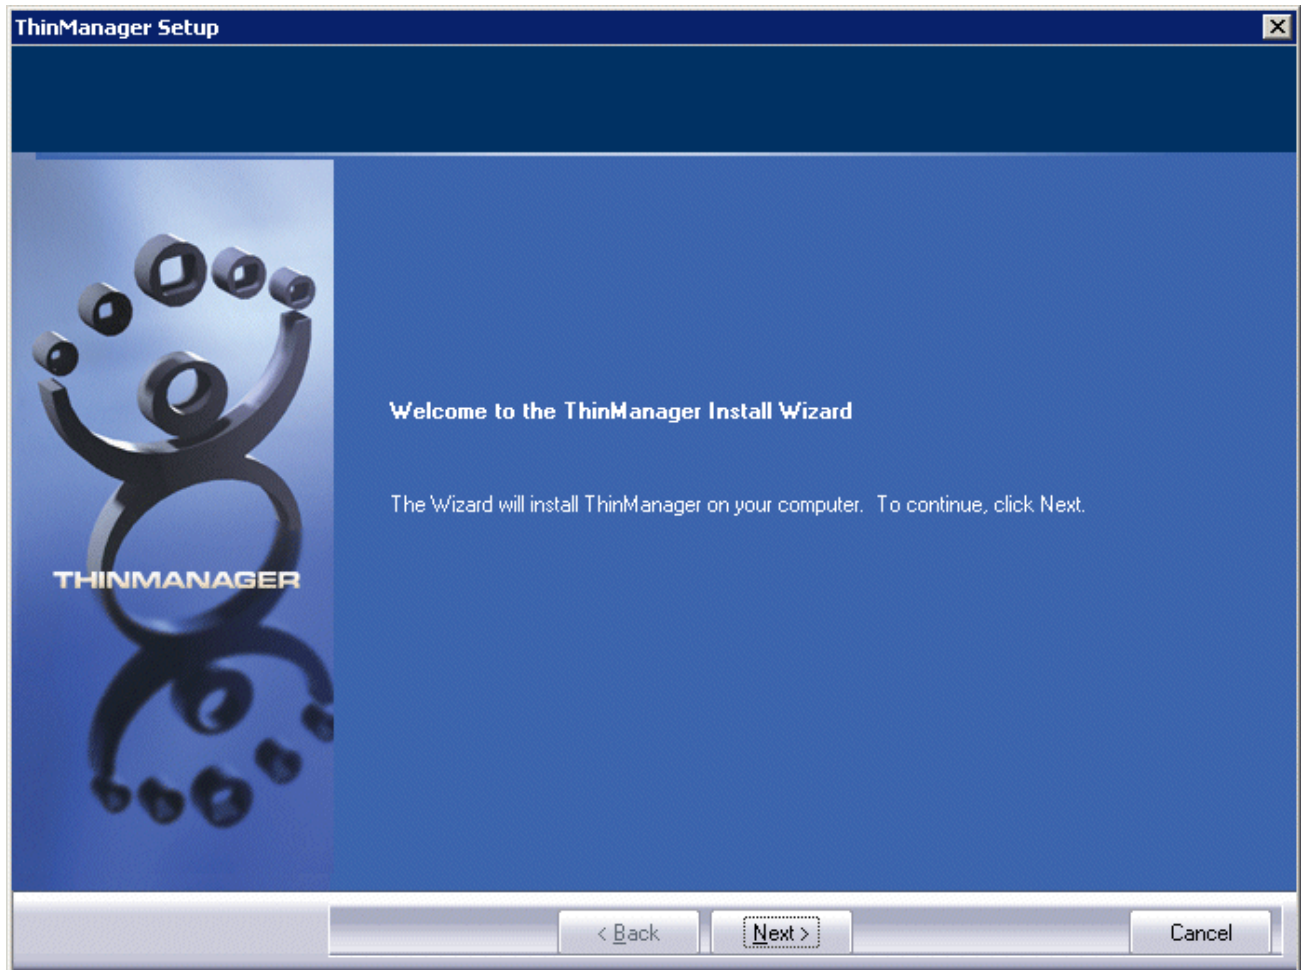 ThinManager Setup
Welcome to the ThinManager Install Wizard
The Wizard will install ThinManager on your computer.  To continue, click Next.
THINMANAGER
< Back
Next >
Cancel